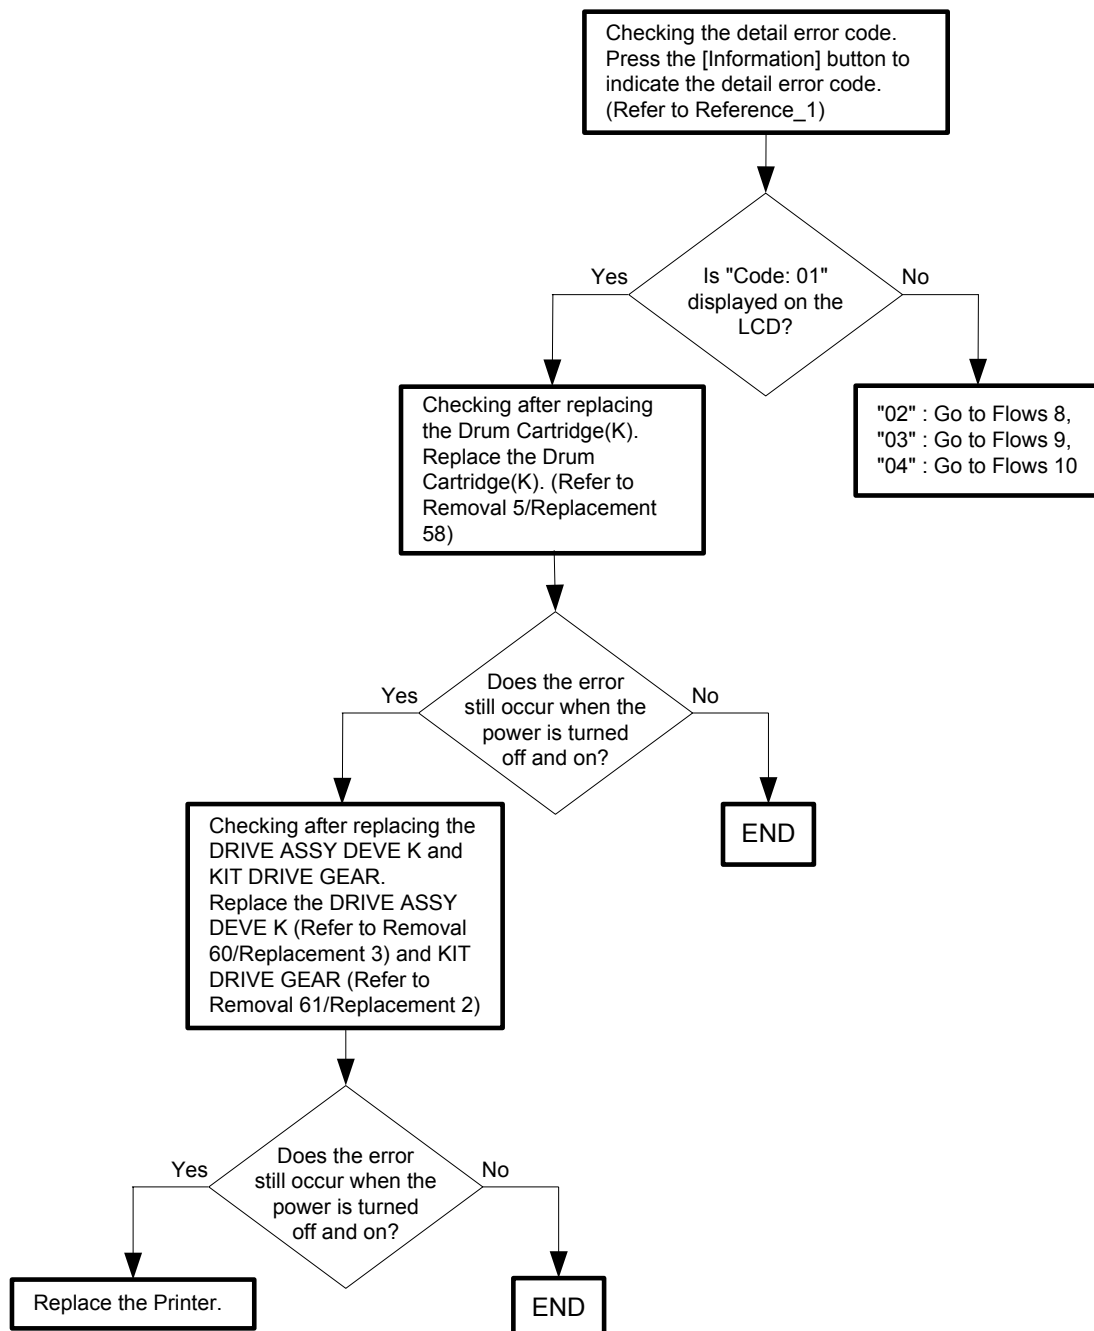 Checking the detail error code.
Press the [Information] button to
indicate the detail error code.
(Refer to Reference_1)
Yes
Is "Code: 01"
displayed on the
LCD?
No
Checking after replacing
the Drum Cartridge(K).
Replace the Drum
Cartridge(K). (Refer to
Removal 5/Replacement
58)
"02" : Go to Flows 8,
"03" : Go to Flows 9,
"04" : Go to Flows 10
Yes
Does the error
still occur when the
power is turned
off and on?
No
Checking after replacing the
DRIVE ASSY DEVE K and
KIT DRIVE GEAR.
Replace the DRIVE ASSY
DEVE K (Refer to Removal
60/Replacement 3) and KIT
DRIVE GEAR (Refer to
Removal 61/Replacement 2)
END
Yes
Does the error
still occur when the
power is turned
off and on?
No
Replace the Printer.
END